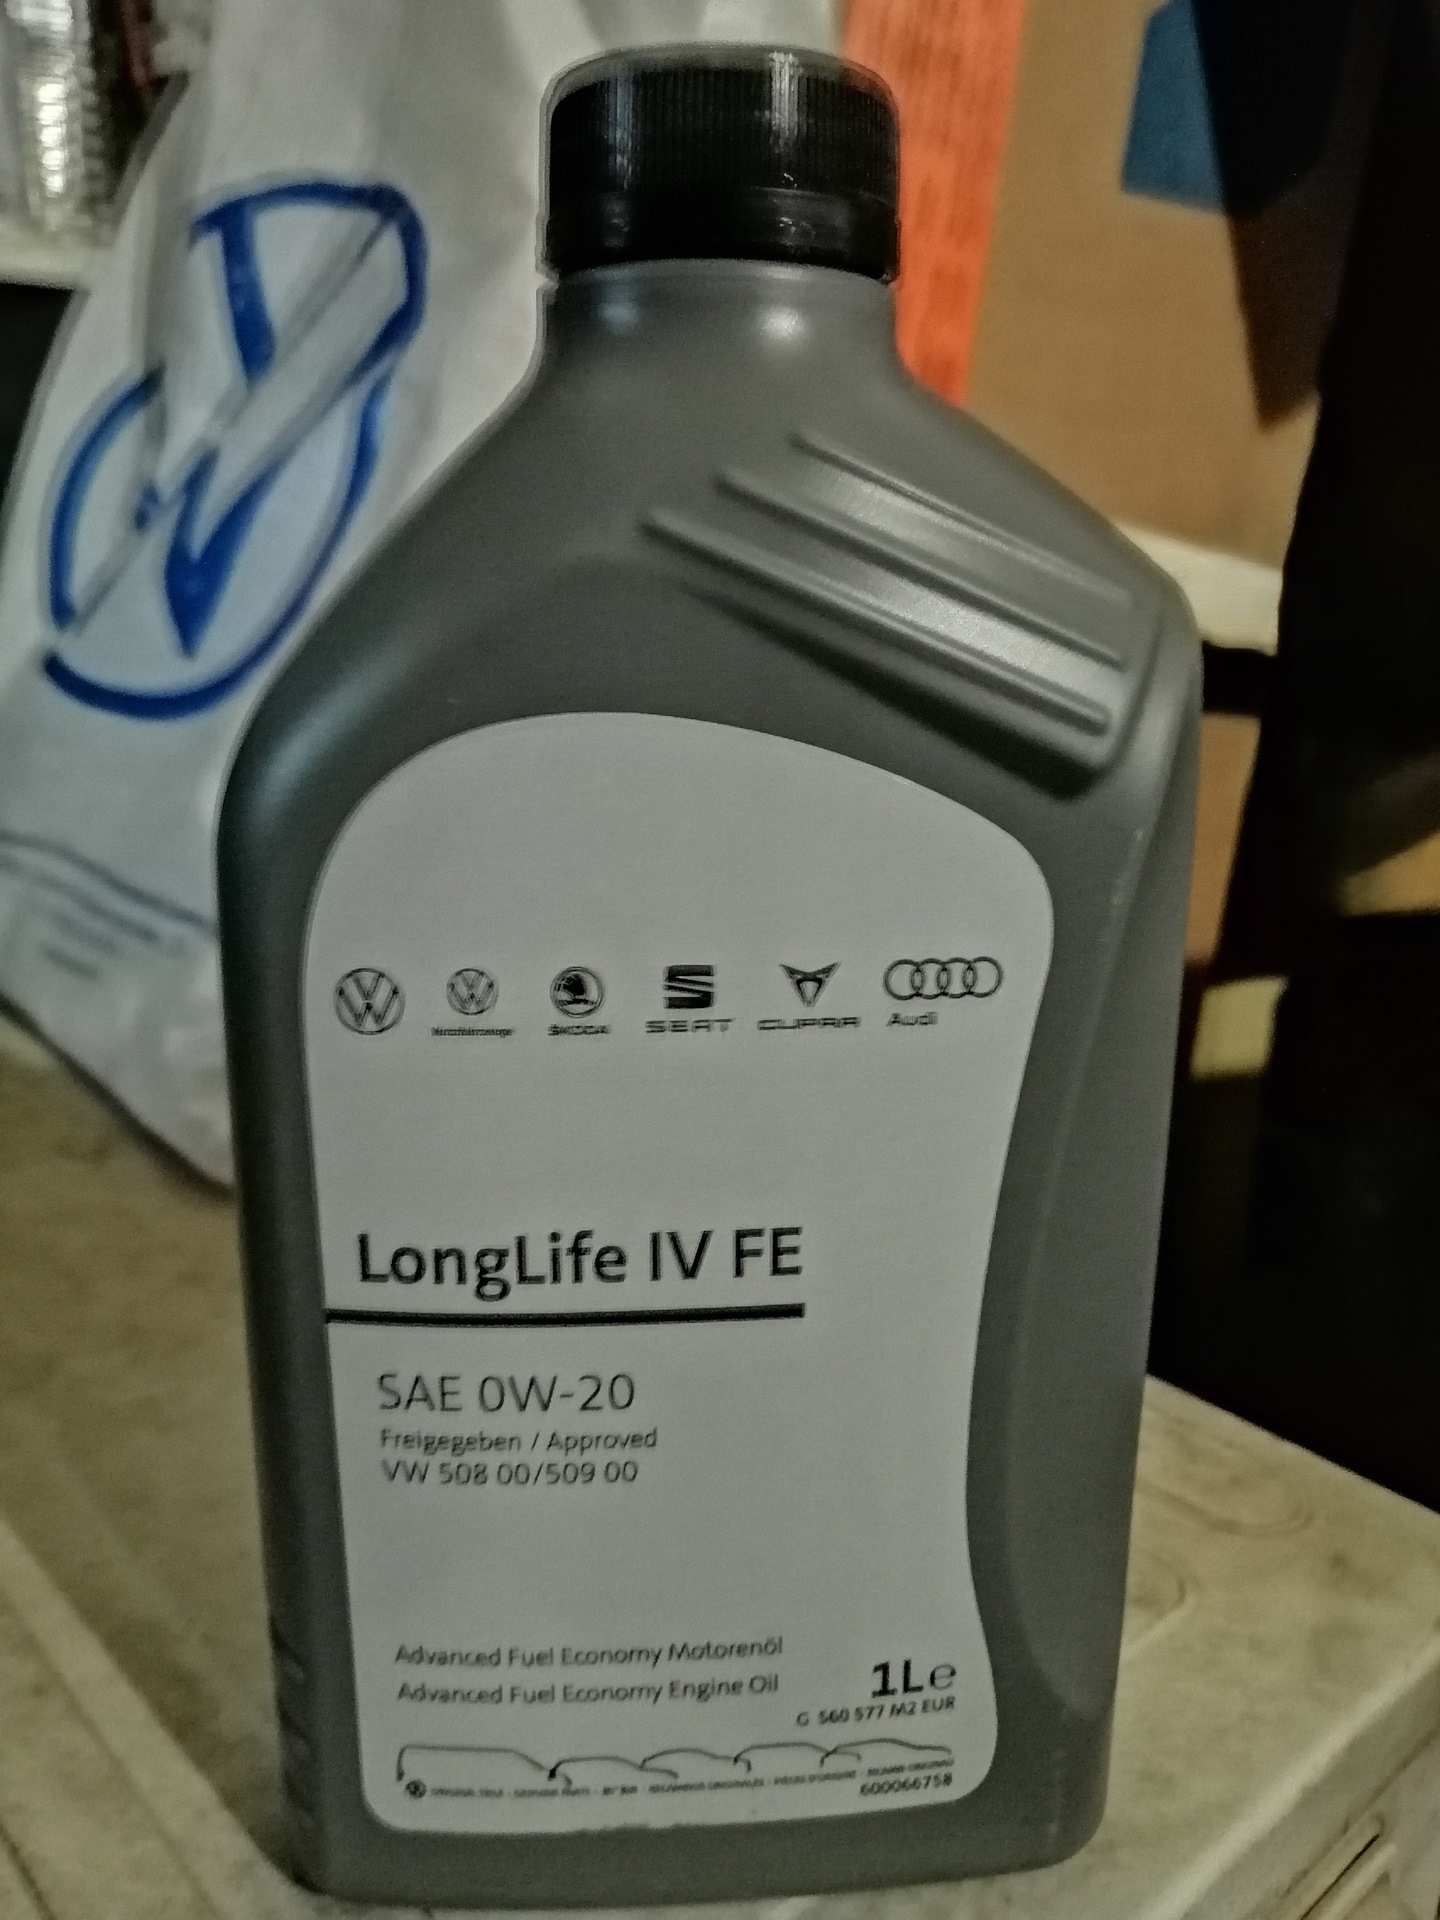 ŠKODA SEAT CUPRA Audi
LongLife IV FE
SAE 0W-20
Freigegeben / Approved
VW 508 00/509 00
Advanced Fuel Economy Motorenöl
Advanced Fuel Economy Engine Oil
1L e
G 560 577 M2 EUR
600066758